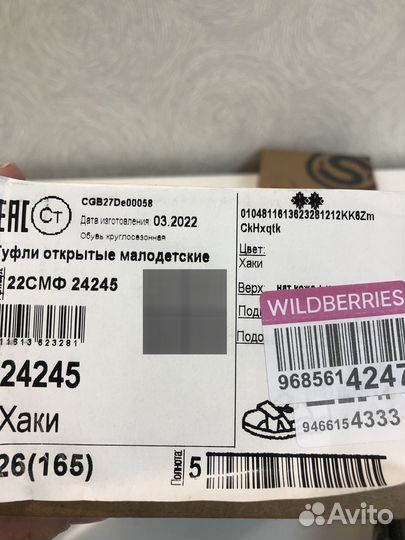 EAC
Ст
CGB27De00058
Дата изготовления: 03.2022
Обувь круглосезонная
Туфли открытые малодетские
22СМФ 24245
24245
Хаки
26(165)
Полнота:
5
0104811613623281212KK6Zm
CkHxqtk
Цвет:
Хаки
Верх:
WILDBERRIES
9685614247
9466154333
Avito